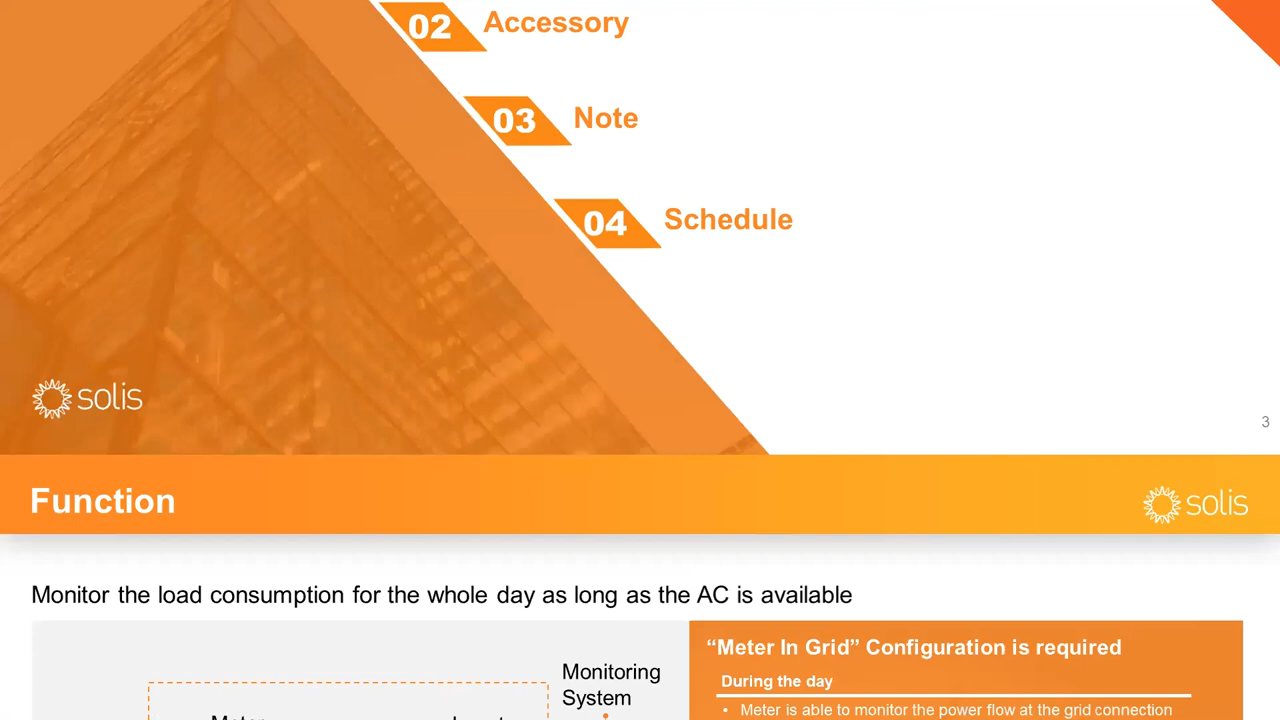 02 Accessory
03 Note
04 Schedule
solis
3
Function
solis
Monitor the load consumption for the whole day as long as the AC is available
Monitoring
System
“Meter In Grid” Configuration is required
During the day
• Meter is able to monitor the power flow at the grid connection